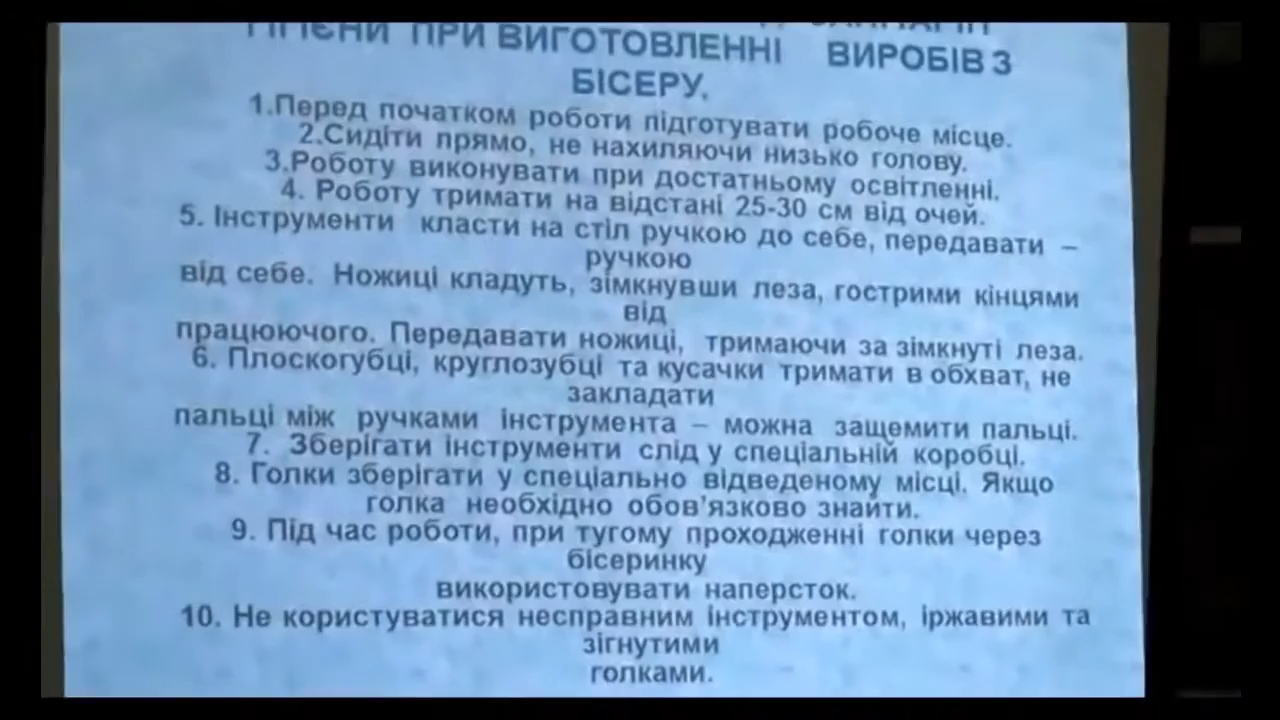 ГІГІЄНИ ПРИ ВИГОТОВЛЕННІ ВИРОБІВ З
БІСЕРУ.
1.Перед початком роботи підготувати робоче місце.
2.Сидіти прямо, не нахиляючи низько голову.
3.Роботу виконувати при достатньому освітленні.
4. Роботу тримати на відстані 25-30 см від очей.
5. Інструменти класти на стіл ручкою до себе, передавати –
ручкою
від себе. Ножиці кладуть, зімкнувши леза, гострими кінцями
від
працюючого. Передавати ножиці, тримаючи за зімкнуті леза.
6. Плоскогубці, круглозубці та кусачки тримати в обхват, не
закладати
пальці між ручками інструмента – можна защемити пальці.
7. Зберігати інструменти слід у спеціальній коробці.
8. Голки зберігати у спеціально відведеному місці. Якщо
голка необхідно обов’язково знайти.
9. Під час роботи, при тугому проходженні голки через
бісеринку
використовувати наперсток.
10. Не користуватися несправним інструментом, іржавими та
зігнутими
голками.